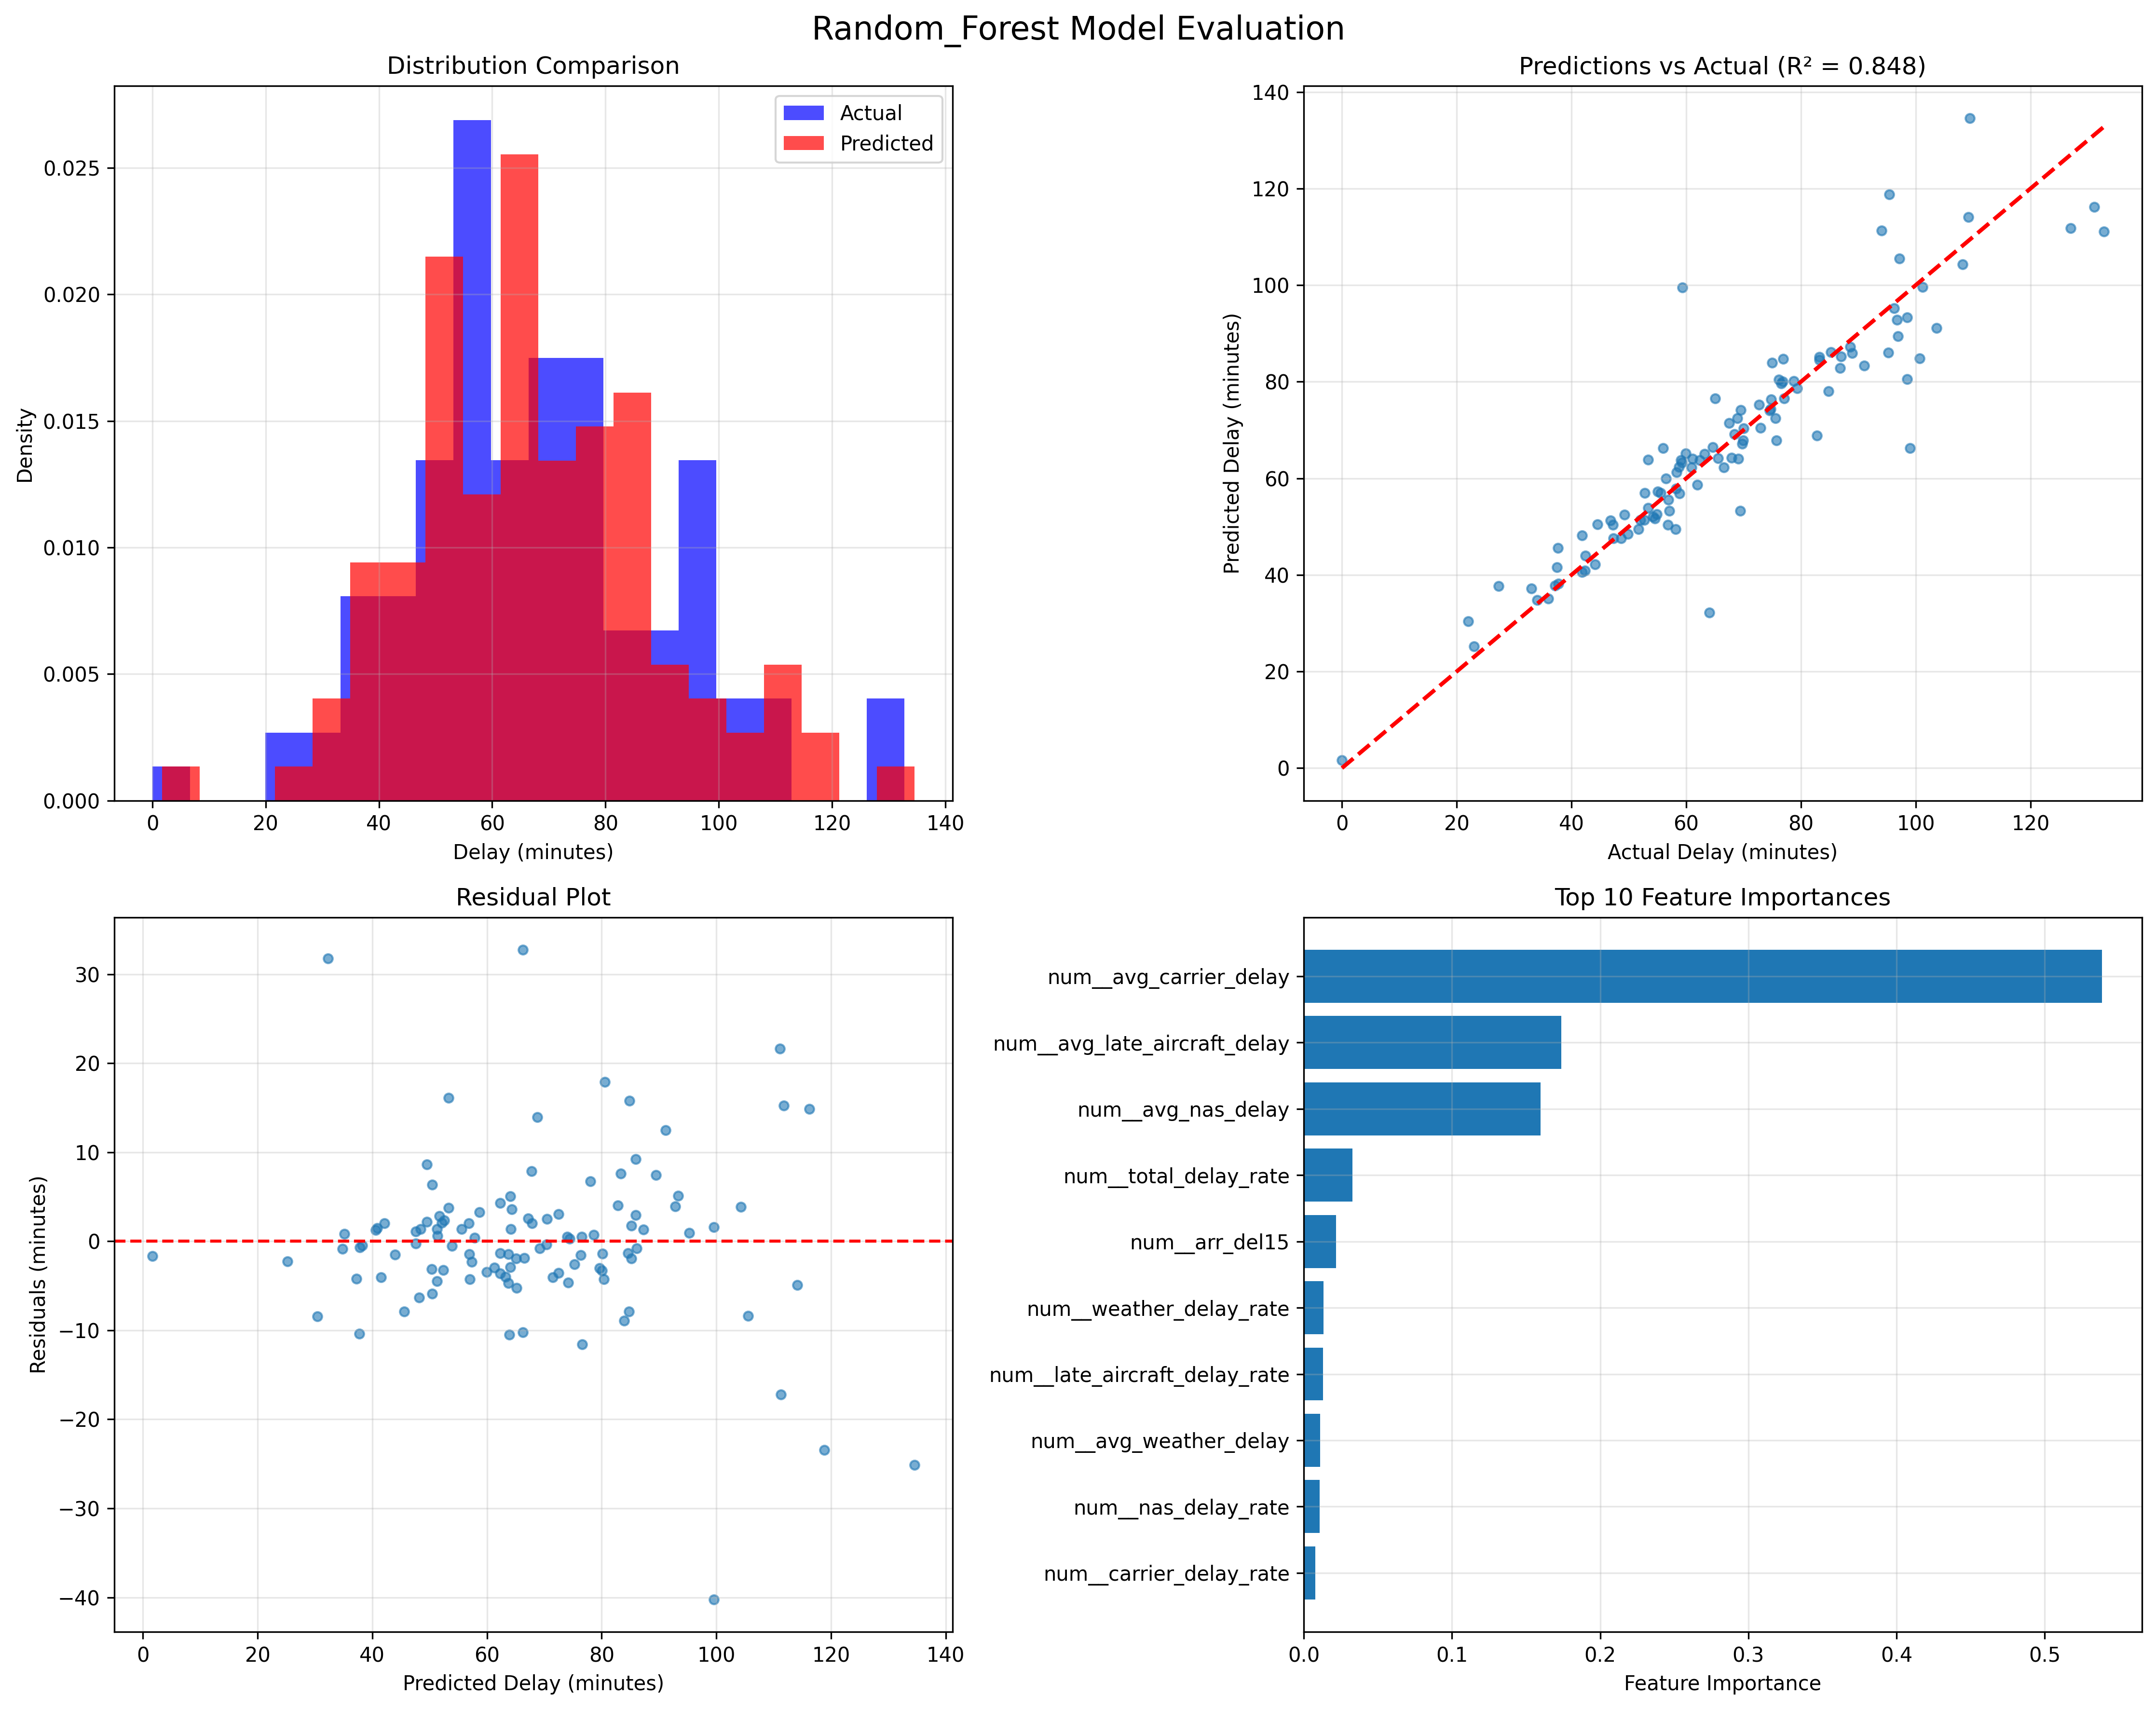 Random_Forest Model Evaluation
Distribution Comparison
Actual
Predicted
0.025
0.020
0.015
0.010
0.005
0.000
Density
0 20 40 60 80 100 120 140
Delay (minutes)
Predictions vs Actual (R² = 0.848)
140
120
100
80
60
40
20
0
Predicted Delay (minutes)
0 20 40 60 80 100 120
Actual Delay (minutes)
Residual Plot
30
20
10
0
−10
−20
−30
−40
Residuals (minutes)
0 20 40 60 80 100 120 140
Predicted Delay (minutes)
Top 10 Feature Importances
num__avg_carrier_delay
num__avg_late_aircraft_delay
num__avg_nas_delay
num__total_delay_rate
num__arr_del15
num__weather_delay_rate
num__late_aircraft_delay_rate
num__avg_weather_delay
num__nas_delay_rate
num__carrier_delay_rate
0.0 0.1 0.2 0.3 0.4 0.5
Feature Importance